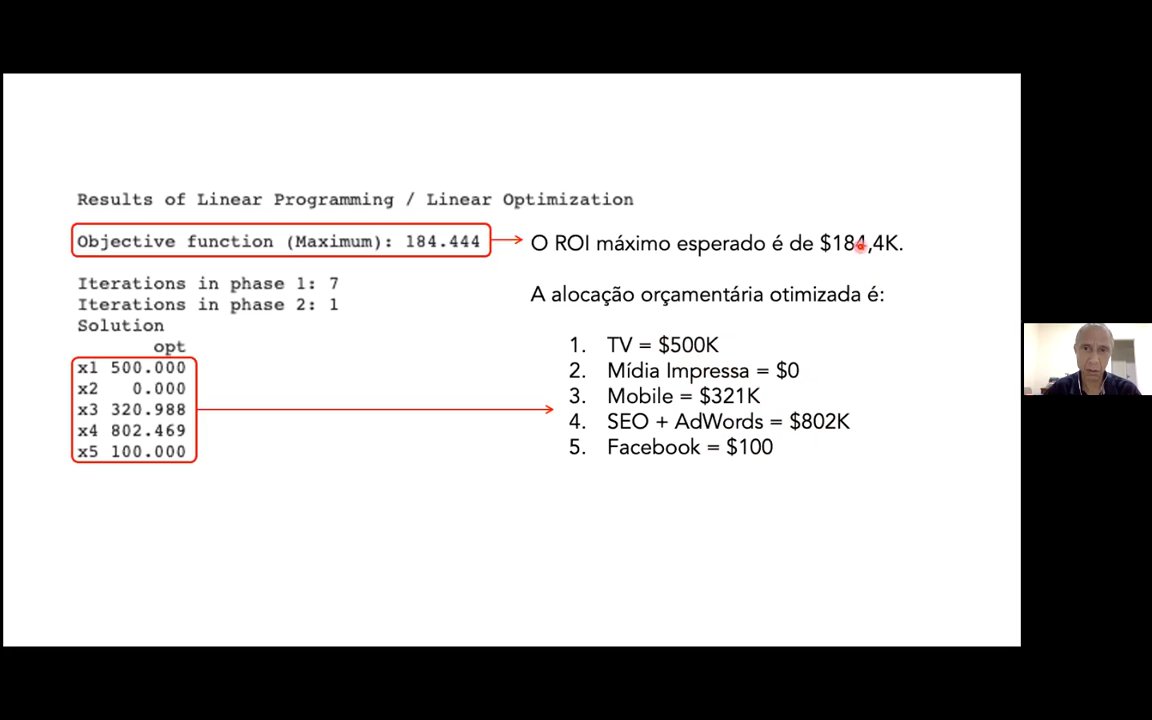 Results of Linear Programming / Linear Optimization
Objective function (Maximum): 184.444
O ROI máximo esperado é de $184,4K.
Iterations in phase 1: 7
Iterations in phase 2: 1
Solution
opt
x1 500.000
x2 0.000
x3 320.988
x4 802.469
x5 100.000
A alocação orçamentária otimizada é:
1. TV = $500K
2. Mídia Impressa = $0
3. Mobile = $321K
4. SEO + AdWords = $802K
5. Facebook = $100